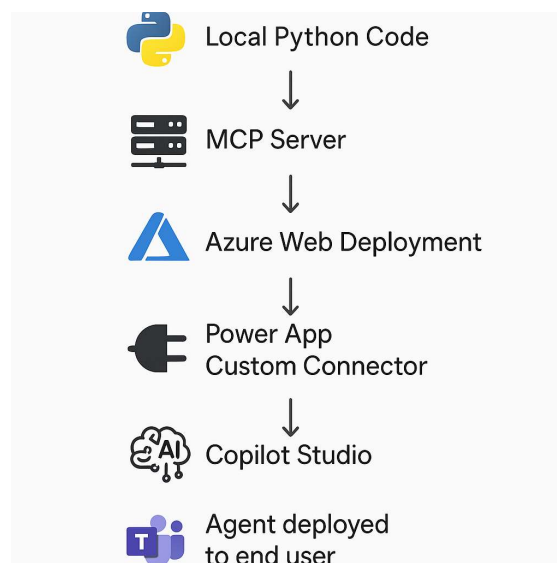 Local Python Code
MCP Server
Azure Web Deployment
Power App
Custom Connector
AI
Copilot Studio
T
Agent deployed
to end user